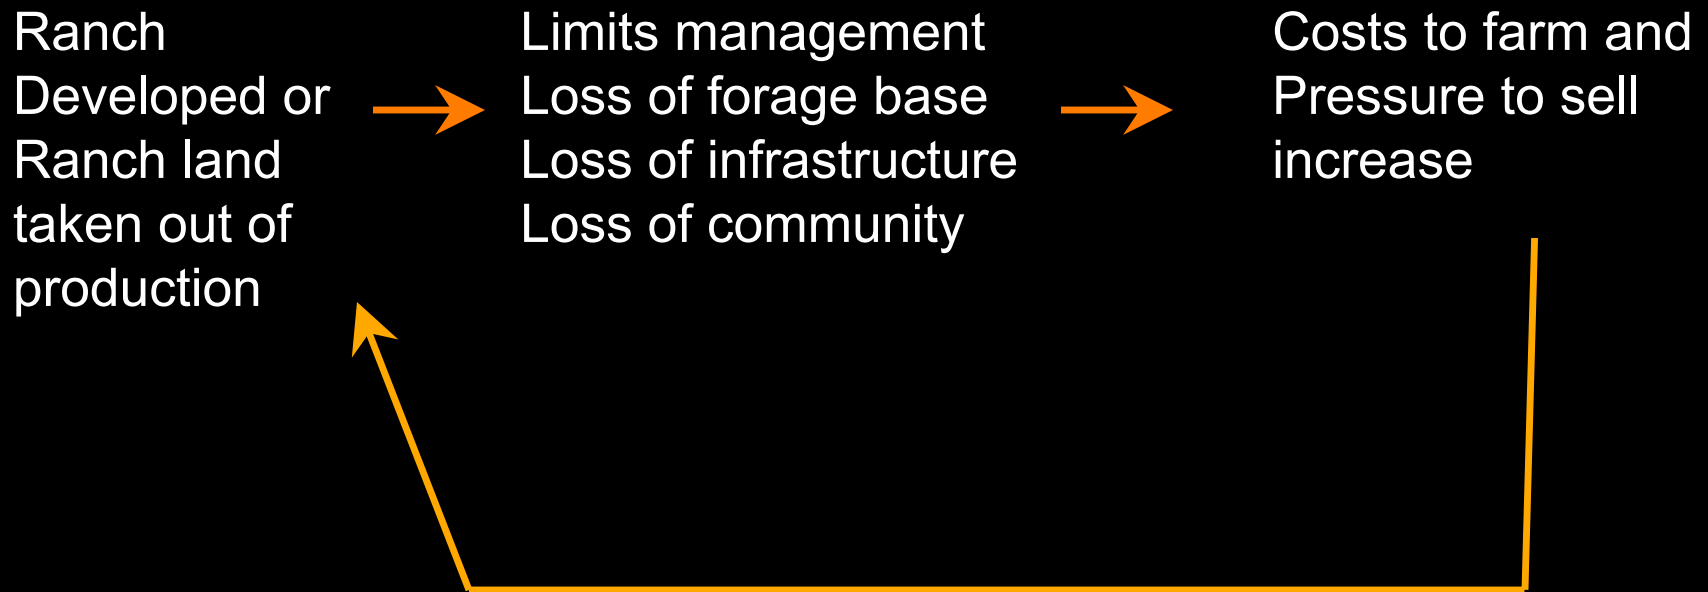 Ranch
Developed or
Ranch land
taken out of
production
Limits management
Loss of forage base
Loss of infrastructure
Loss of community
Costs to farm and
Pressure to sell
increase